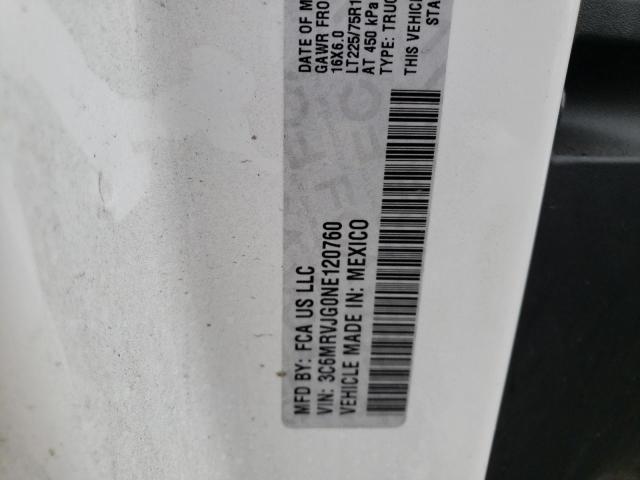 DATE OF M
GAWR FRO
16X6.0
LT225/75R1
AT 450 kPa
TYPE: TRUC
THIS VEHICLE
STA
MFD BY: FCA US LLC
VIN: 3C6MRVJG0NE120760
VEHICLE MADE IN: MEXICO